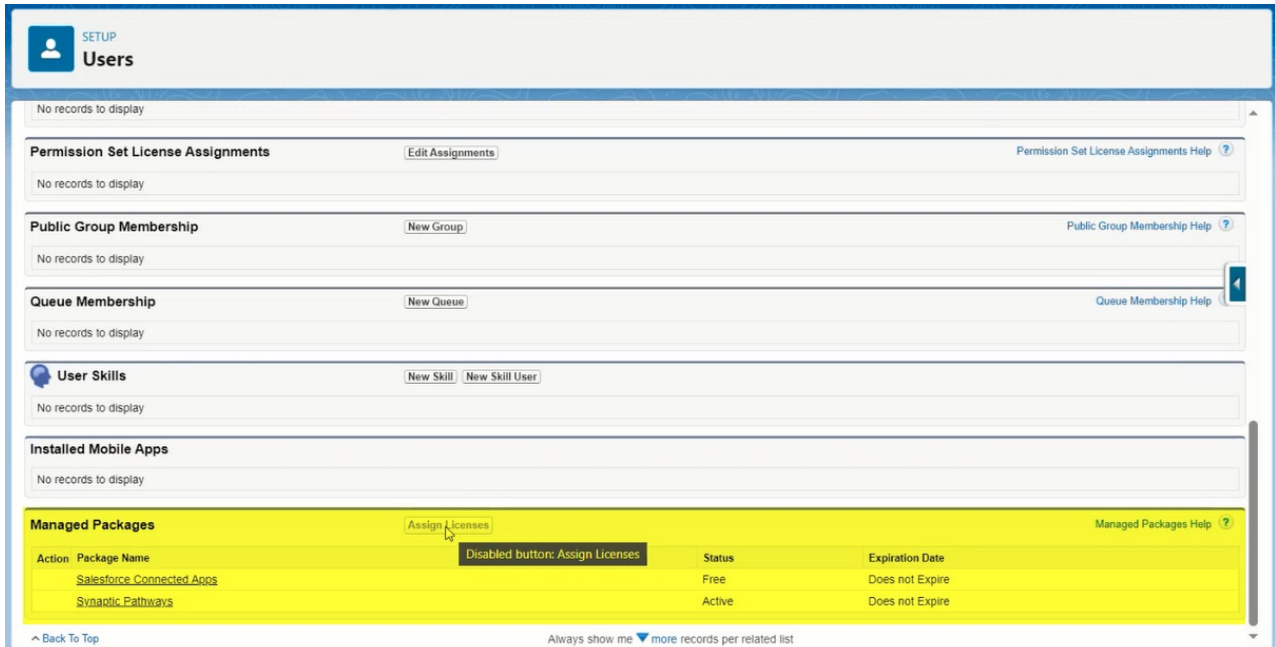 SETUP
Users
No records to display
Permission Set License Assignments Edit Assignments Permission Set License Assignments Help ?
No records to display
Public Group Membership New Group Public Group Membership Help ?
No records to display
Queue Membership New Queue Queue Membership Help
No records to display
User Skills New Skill New Skill User
No records to display
Installed Mobile Apps
No records to display
Managed Packages Assign Licenses Managed Packages Help ?
Disabled button: Assign Licenses
Action Package Name Status Expiration Date
Salesforce Connected Apps Free Does not Expire
Synaptic Pathways Active Does not Expire
Back To Top Always show me more records per related list